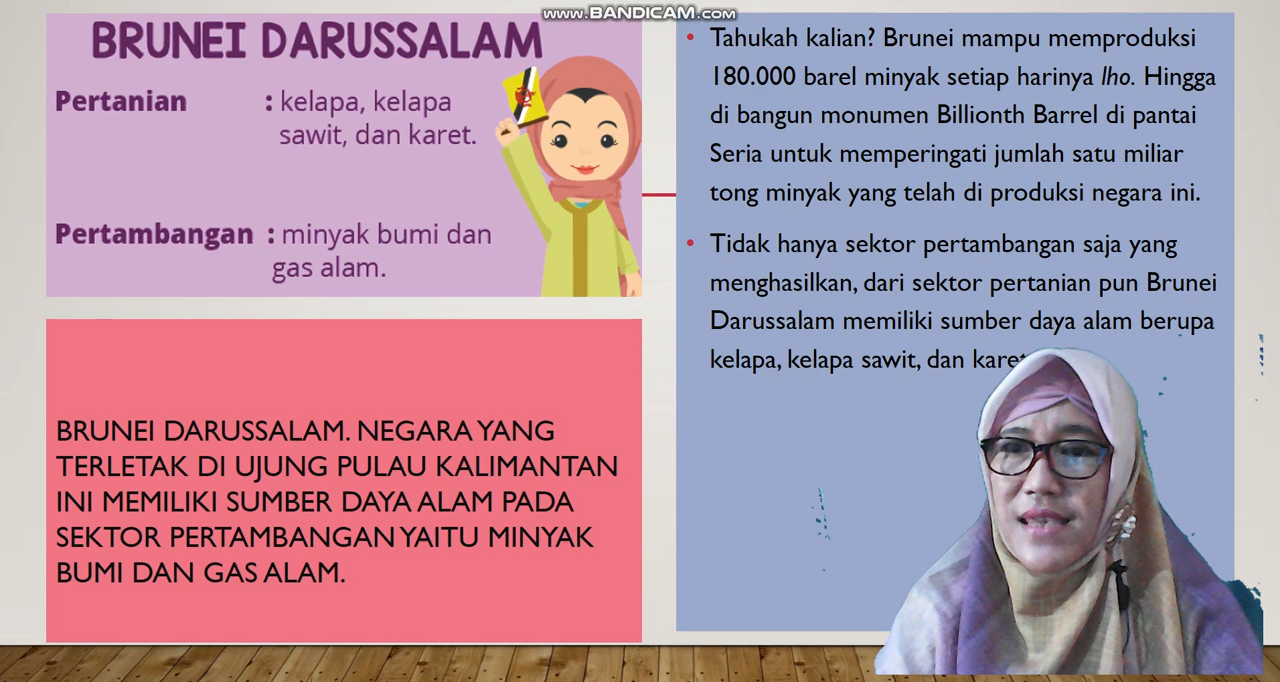 www.BANDICAM.com
BRUNEI DARUSSALAM
Pertanian : kelapa, kelapa
sawit, dan karet.
Pertambangan : minyak bumi dan
gas alam.
BRUNEI DARUSSALAM. NEGARA YANG
TERLETAK DI UJUNG PULAU KALIMANTAN
INI MEMILIKI SUMBER DAYA ALAM PADA
SEKTOR PERTAMBANGAN YAITU MINYAK
BUMI DAN GAS ALAM.
• Tahukah kalian? Brunei mampu memproduksi
180.000 barel minyak setiap harinya lho. Hingga
di bangun monumen Billionth Barrel di pantai
Seria untuk memperingati jumlah satu miliar
tong minyak yang telah di produksi negara ini.
• Tidak hanya sektor pertambangan saja yang
menghasilkan, dari sektor pertanian pun Brunei
Darussalam memiliki sumber daya alam berupa
kelapa, kelapa sawit, dan karet